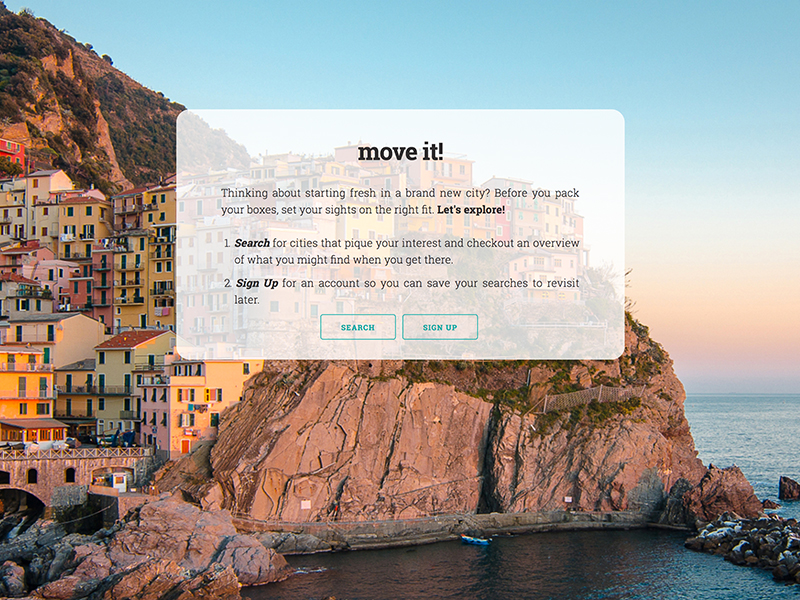 move it!
Thinking about starting fresh in a brand new city? Before you pack
your boxes, set your sights on the right fit. Let's explore!
1. Search for cities that pique your interest and checkout an overview
of what you might find when you get there.
2. Sign Up for an account so you can save your searches to revisit
later.
SEARCH
SIGN UP